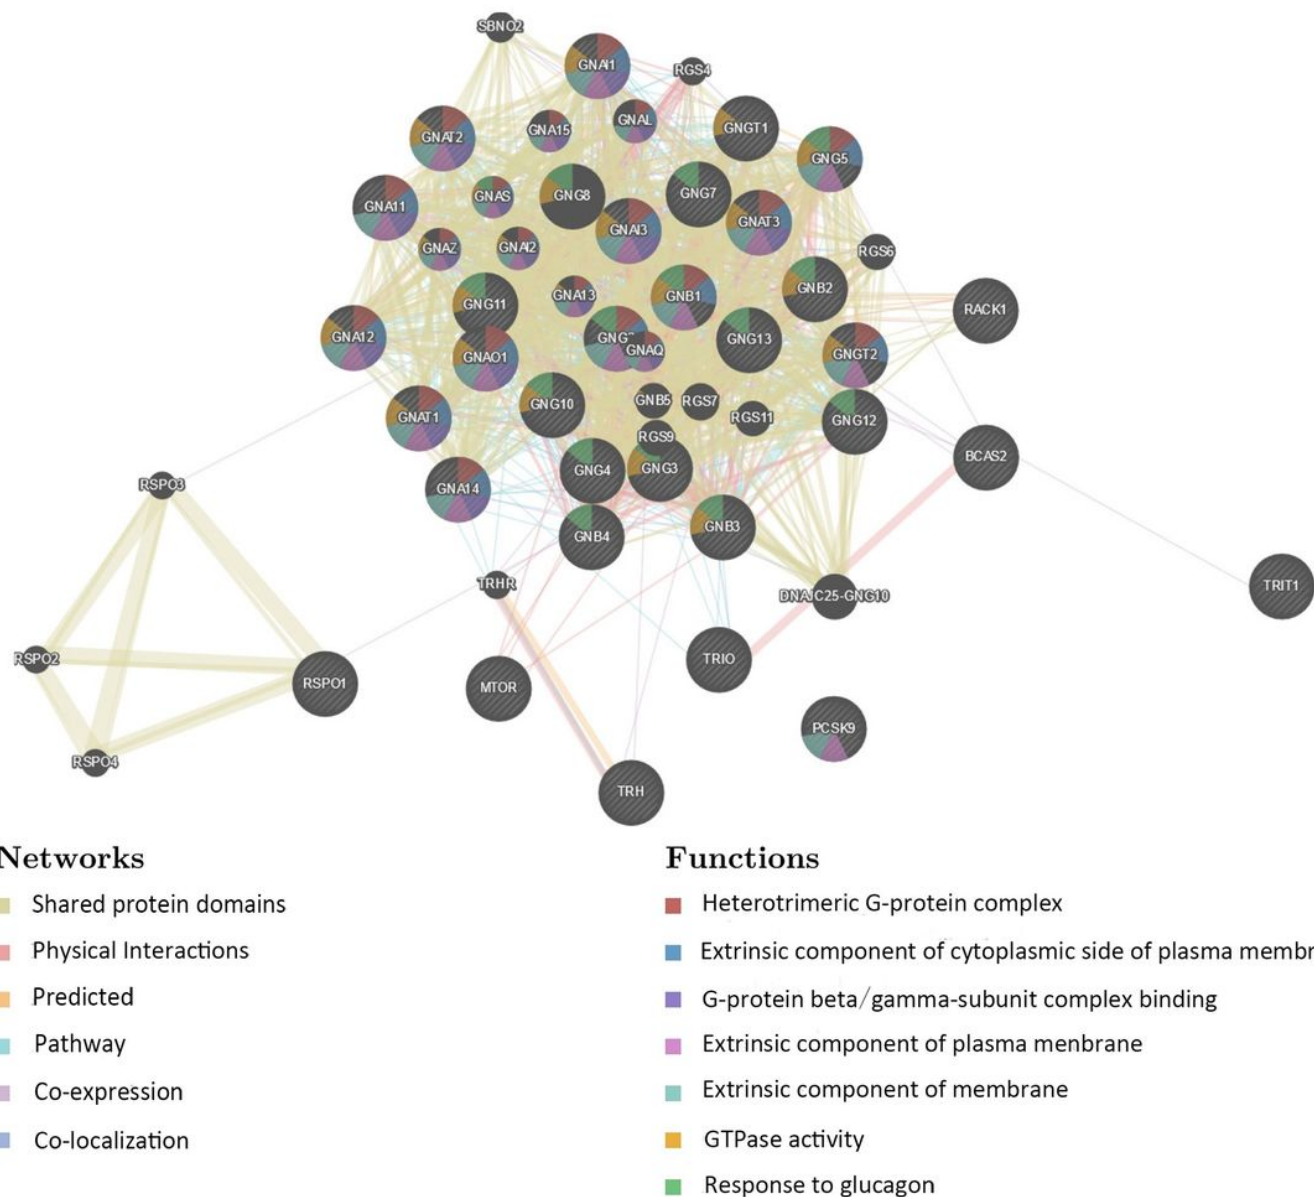 SBNO2
GNAI1
RGS4
GNAT2
GNA15
GNAL
GNGT1
GNG5
GNA11
GNAS
GNG8
GNG7
GNAI3
GNAT3
GNAZ
GNAI2
RGS6
GNG11
GNA13
GNB1
GNB2
RACK1
GNA12
GNAO1
GNAQ
GNG13
GNGT2
GNAT1
GNG10
GNB5
RGS7
RGS11
GNG12
RGS9
GNA14
GNG4
GNG3
BCAS2
RSPO3
GNB4
GNB3
TRHR
DNAJC25-GNG10
TRIT1
RSPO2
RSPO1
MTOR
TRIO
PCSK9
RSPO4
TRH
Networks
Shared protein domains
Physical Interactions
Predicted
Pathway
Co-expression
Co-localization
Functions
Heterotrimeric G-protein complex
Extrinsic component of cytoplasmic side of plasma membr
G-protein beta/gamma-subunit complex binding
Extrinsic component of plasma menbrane
Extrinsic component of membrane
GTPase activity
Response to glucagon